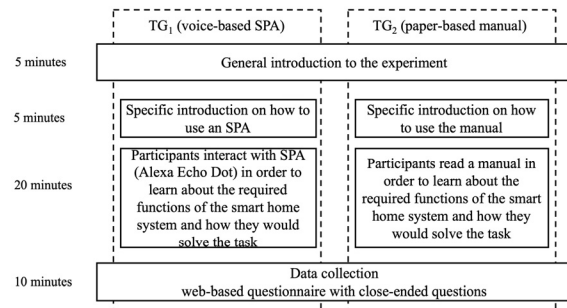 TG₁ (voice-based SPA)
TG₂ (paper-based manual)
5 minutes
General introduction to the experiment
5 minutes
Specific introduction on how to
use an SPA
Specific introduction on how
to use the manual
20 minutes
Participants interact with SPA
(Alexa Echo Dot) in order to
learn about the required
functions of the smart home
system and how they would
solve the task
Participants read a manual in
order to learn about the
required functions of the smart
home system and how they
would solve the task
10 minutes
Data collection
web-based questionnaire with close-ended questions